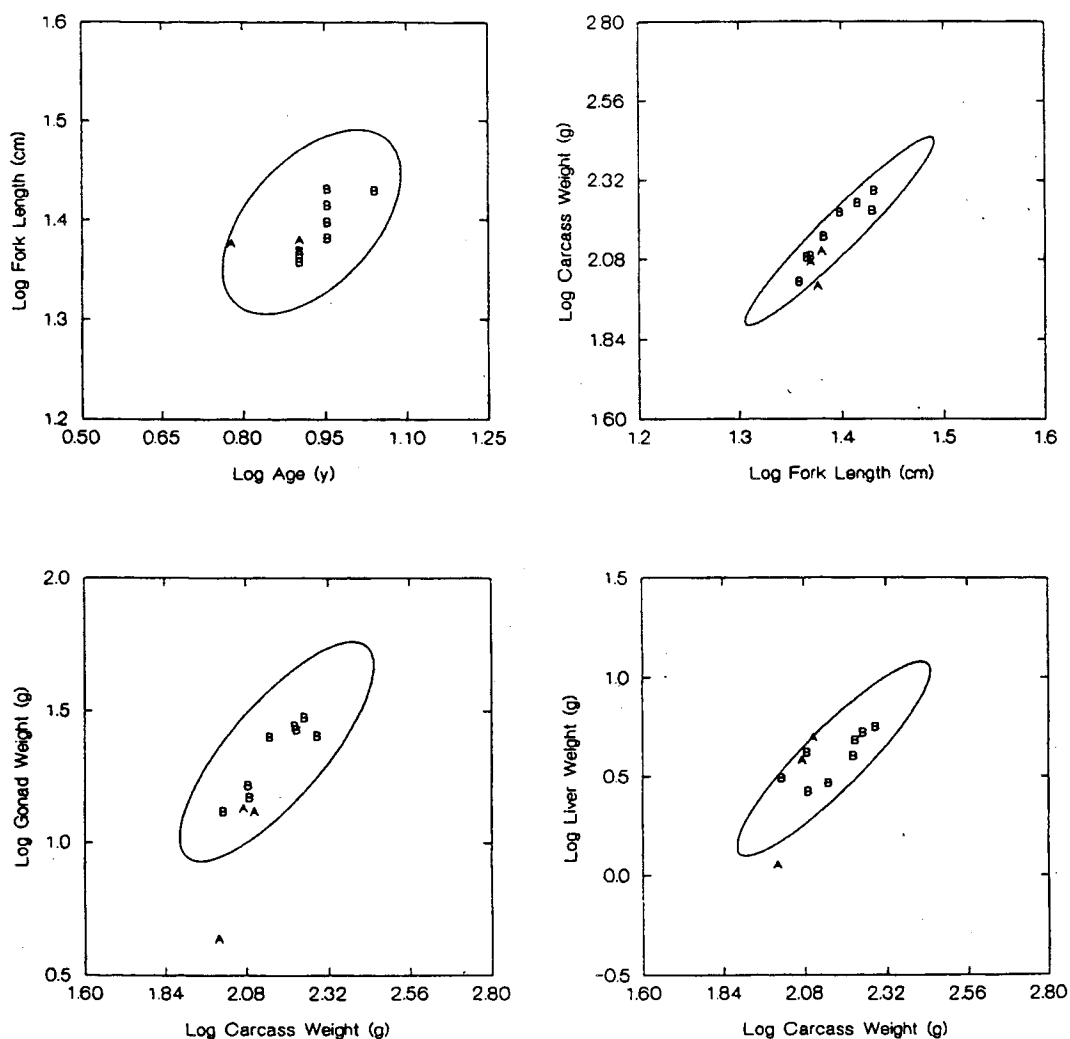 1.6
1.5
1.4
1.3
1.2
Log Fork Length (cm)
0.50 0.65 0.80 0.95 1.10 1.25
Log Age (y)
A A
B B B B B
2.80
2.56
2.32
2.08
1.84
1.60
Log Carcass Weight (g)
1.2 1.3 1.4 1.5 1.6
Log Fork Length (cm)
B B B B B B B B
A A A
2.0
1.5
1.0
0.5
Log Gonad Weight (g)
1.60 1.84 2.08 2.32 2.56 2.80
Log Carcass Weight (g)
B B B B B B B B
A A A
1.5
1.0
0.5
0.0
-0.5
Log Liver Weight (g)
1.60 1.84 2.08 2.32 2.56 2.80
Log Carcass Weight (g)
B B B B B B B B
A A A